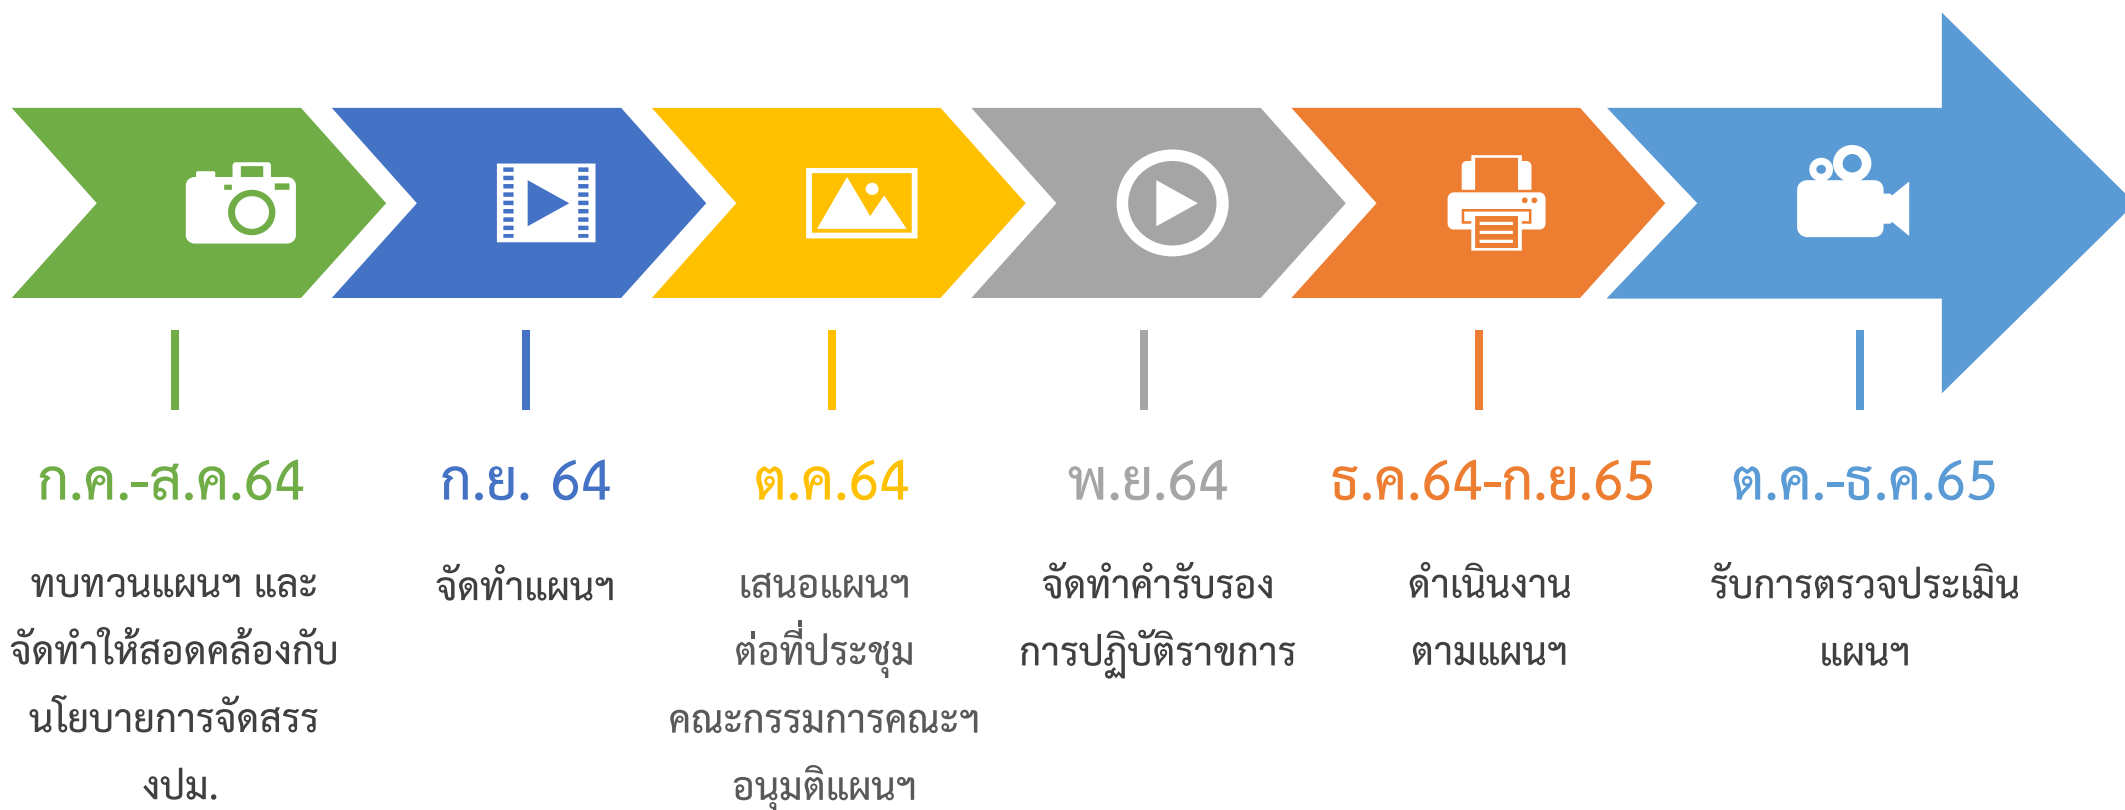 ก.ค.-ส.ค.64
ทบทวนแผนฯ และ
จัดทำให้สอดคล้องกับ
นโยบายการจัดสรร
งปม.
ก.ย. 64
จัดทำแผนฯ
ต.ค.64
เสนอแผนฯ
ต่อที่ประชุม
คณะกรรมการคณะฯ
อนุมติแผนฯ
พ.ย.64
จัดทำคำรับรอง
การปฏิบัติราขการ
ธ.ค.64-ก.ย.65
ดำเนินงาน
ตามแผนฯ
ต.ค.-ธ.ค.65
รับการตรวจประเมิน
แผนฯ